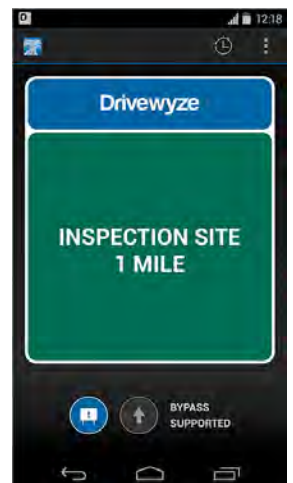 12:18
Drivewyze
INSPECTION SITE
1 MILE
BYPASS
SUPPORTED